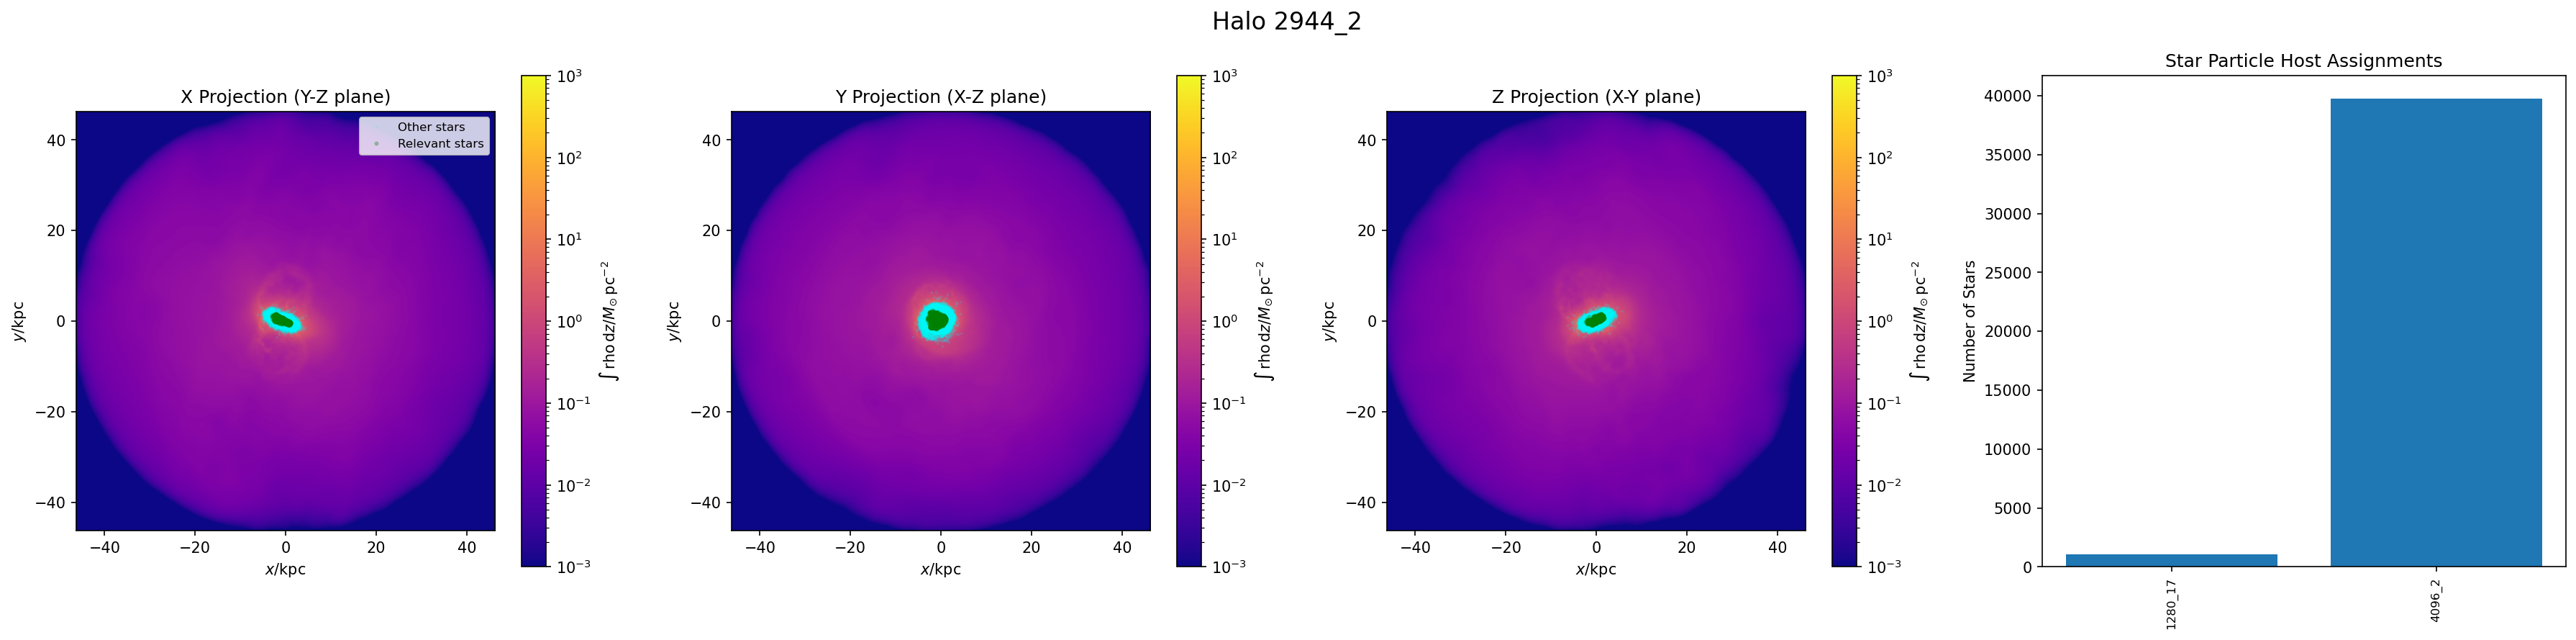 Halo 2944_2
X Projection (Y-Z plane)
Other stars
Relevant stars
40
20
0
−20
−40
y/kpc
−40 −20 0 20 40
x/kpc
10³
10²
10¹
10⁰
10⁻¹
10⁻²
10⁻³
∫ rho dz/M⊙ pc⁻²
Y Projection (X-Z plane)
40
20
0
−20
−40
y/kpc
−40 −20 0 20 40
x/kpc
10³
10²
10¹
10⁰
10⁻¹
10⁻²
10⁻³
∫ rho dz/M⊙ pc⁻²
Z Projection (X-Y plane)
40
20
0
−20
−40
y/kpc
−40 −20 0 20 40
x/kpc
10³
10²
10¹
10⁰
10⁻¹
10⁻²
10⁻³
∫ rho dz/M⊙ pc⁻²
Star Particle Host Assignments
40000
35000
30000
25000
20000
15000
10000
5000
0
Number of Stars
1280_17
4096_2